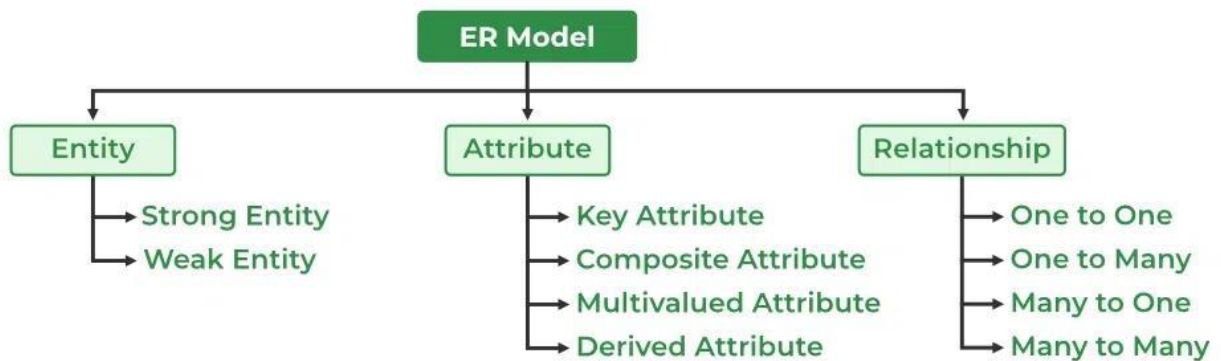 ER Model
Entity
Strong Entity
Weak Entity
Attribute
Key Attribute
Composite Attribute
Multivalued Attribute
Derived Attribute
Relationship
One to One
One to Many
Many to One
Many to Many